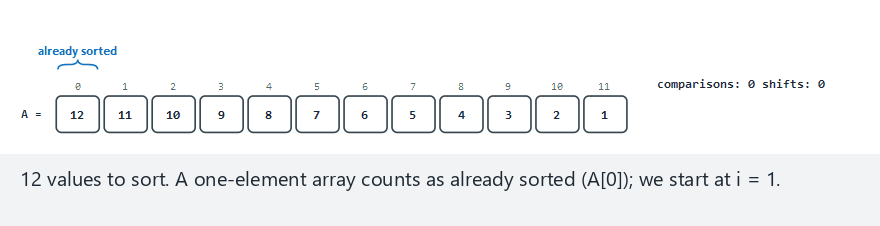 already sorted
0 1 2 3 4 5 6 7 8 9 10 11
comparisons: 0 shifts: 0
A = 12 11 10 9 8 7 6 5 4 3 2 1
12 values to sort. A one-element array counts as already sorted (A[0]); we start at i = 1.